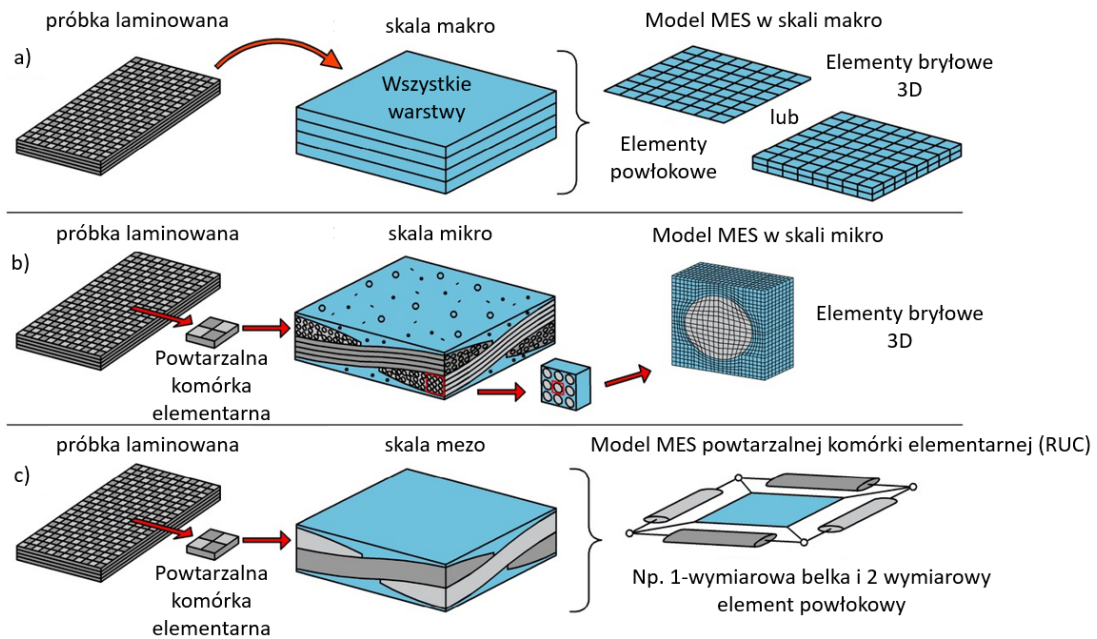 próbka laminowana
skala makro
Model MES w skali makro
a)
Wszystkie
warstwy
Elementy bryłowe
3D
lub
Elementy
powłokowe
próbka laminowana
skala mikro
Model MES w skali mikro
b)
Powtarzalna
komórka
elementarna
Elementy bryłowe
3D
próbka laminowana
skala mezo
Model MES powtarzalnej komórki elementarnej (RUC)
c)
Powtarzalna
komórka
elementarna
Np. 1-wymiarowa belka i 2 wymiarowy
element powłokowy